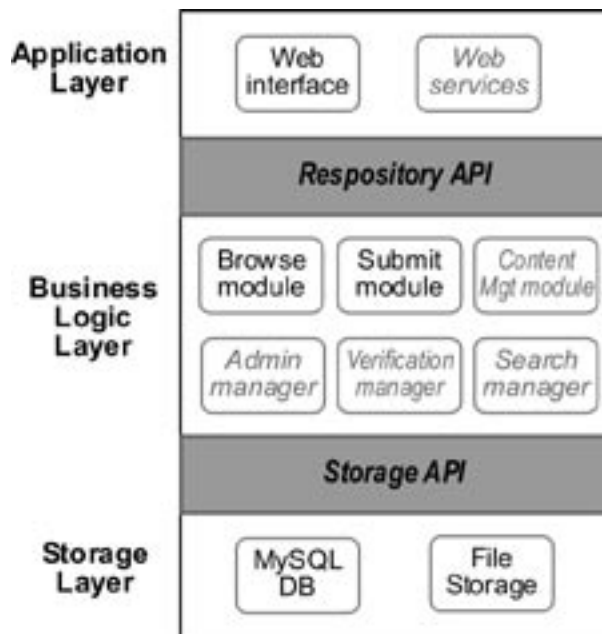 Application
Layer
Web
interface
Web
services
Respository API
Business
Logic
Layer
Browse
module
Submit
module
Content
Mgt module
Admin
manager
Verification
manager
Search
manager
Storage API
Storage
Layer
MySQL
DB
File
Storage